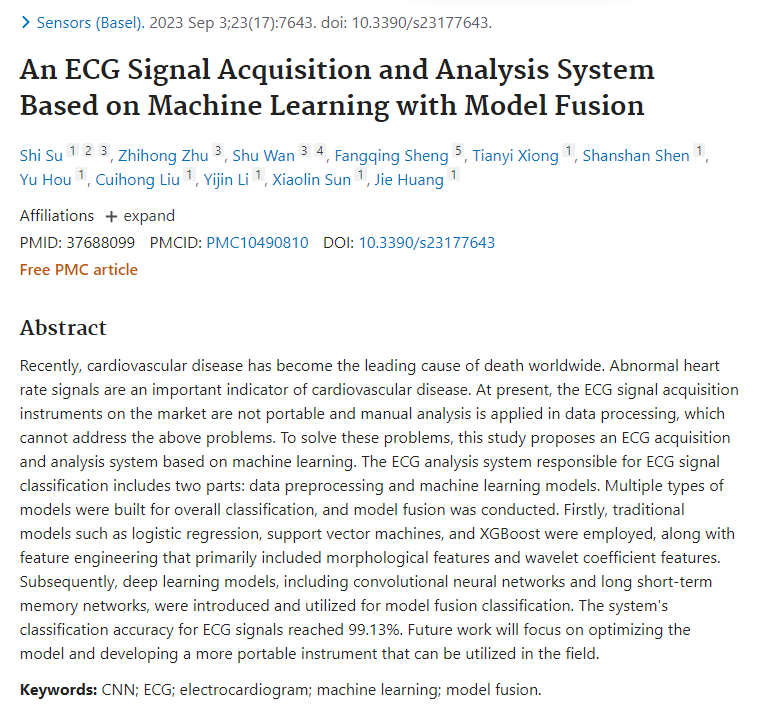 Sensors (Basel). 2023 Sep 3;23(17):7643. doi: 10.3390/s23177643.
An ECG Signal Acquisition and Analysis System
Based on Machine Learning with Model Fusion
Shi Su 1 2 3, Zhihong Zhu 3, Shu Wan 3 4, Fangqing Sheng 5, Tianyi Xiong 1, Shanshan Shen 1,
Yu Hou 1, Cuihong Liu 1, Yijin Li 1, Xiaolin Sun 1, Jie Huang 1
Affiliations + expand
PMID: 37688099 PMCID: PMC10490810 DOI: 10.3390/s23177643
Free PMC article
Abstract
Recently, cardiovascular disease has become the leading cause of death worldwide. Abnormal heart
rate signals are an important indicator of cardiovascular disease. At present, the ECG signal acquisition
instruments on the market are not portable and manual analysis is applied in data processing, which
cannot address the above problems. To solve these problems, this study proposes an ECG acquisition
and analysis system based on machine learning. The ECG analysis system responsible for ECG signal
classification includes two parts: data preprocessing and machine learning models. Multiple types of
models were built for overall classification, and model fusion was conducted. Firstly, traditional
models such as logistic regression, support vector machines, and XGBoost were employed, along with
feature engineering that primarily included morphological features and wavelet coefficient features.
Subsequently, deep learning models, including convolutional neural networks and long short-term
memory networks, were introduced and utilized for model fusion classification. The system's
classification accuracy for ECG signals reached 99.13%. Future work will focus on optimizing the
model and developing a more portable instrument that can be utilized in the field.
Keywords: CNN; ECG; electrocardiogram; machine learning; model fusion.